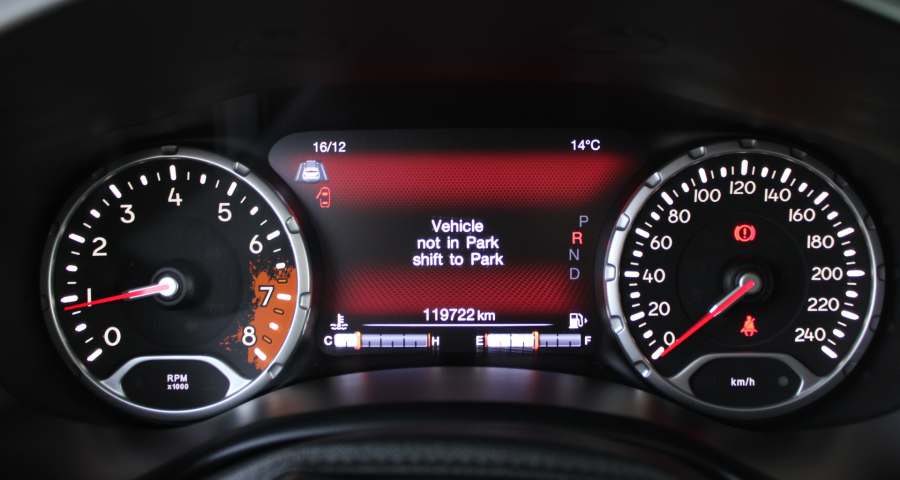 16/12
14°C
Vehicle
not in Park
shift to Park
P
R
N
D
119722 km
C H
E F
0
1
2
3
4
5
6
7
8
RPM
x1000
0
20
40
60
80
100
120
140
160
180
200
220
240
km/h